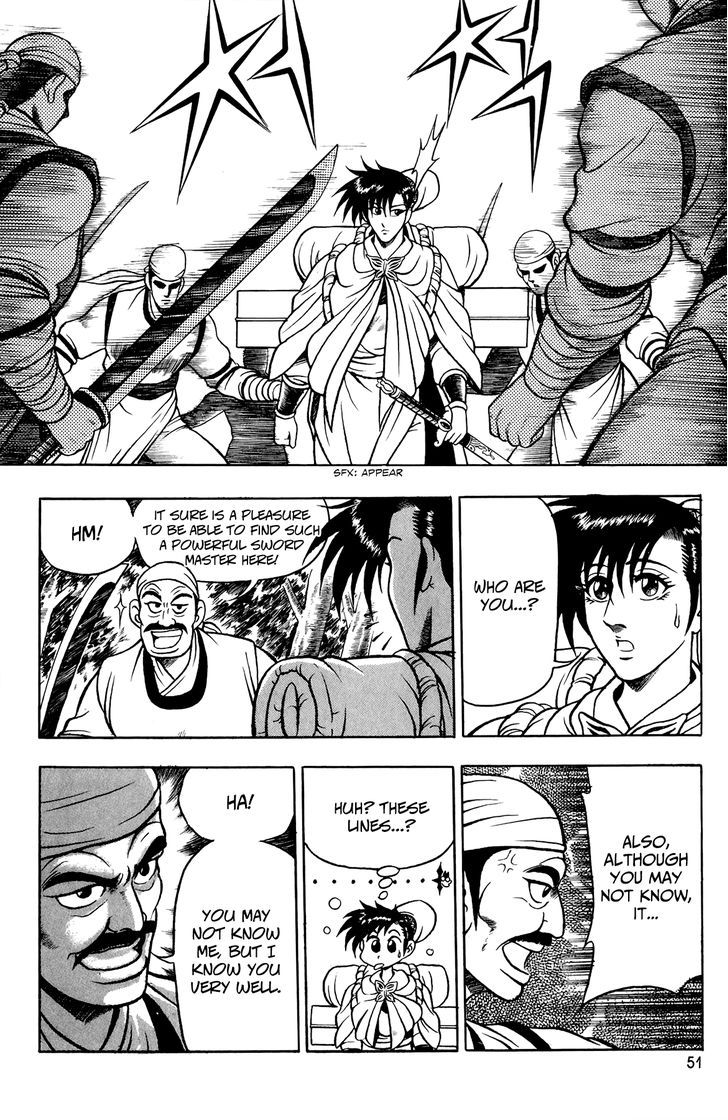 SFX: APPEAR
WHO ARE
YOU...?
IT SURE IS A PLEASURE
TO BE ABLE TO FIND SUCH
A POWERFUL SWORD
MASTER HERE!
HM!
ALSO,
ALTHOUGH
YOU MAY
NOT KNOW,
IT...
HUH? THESE
LINES...?
HA!
YOU MAY
NOT KNOW
ME, BUT I
KNOW YOU
VERY WELL.
51